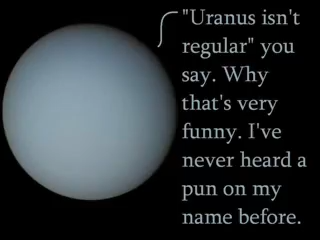 "Uranus isn't
regular" you
say. Why
that's very
funny. I've
never heard a
pun on my
name before.